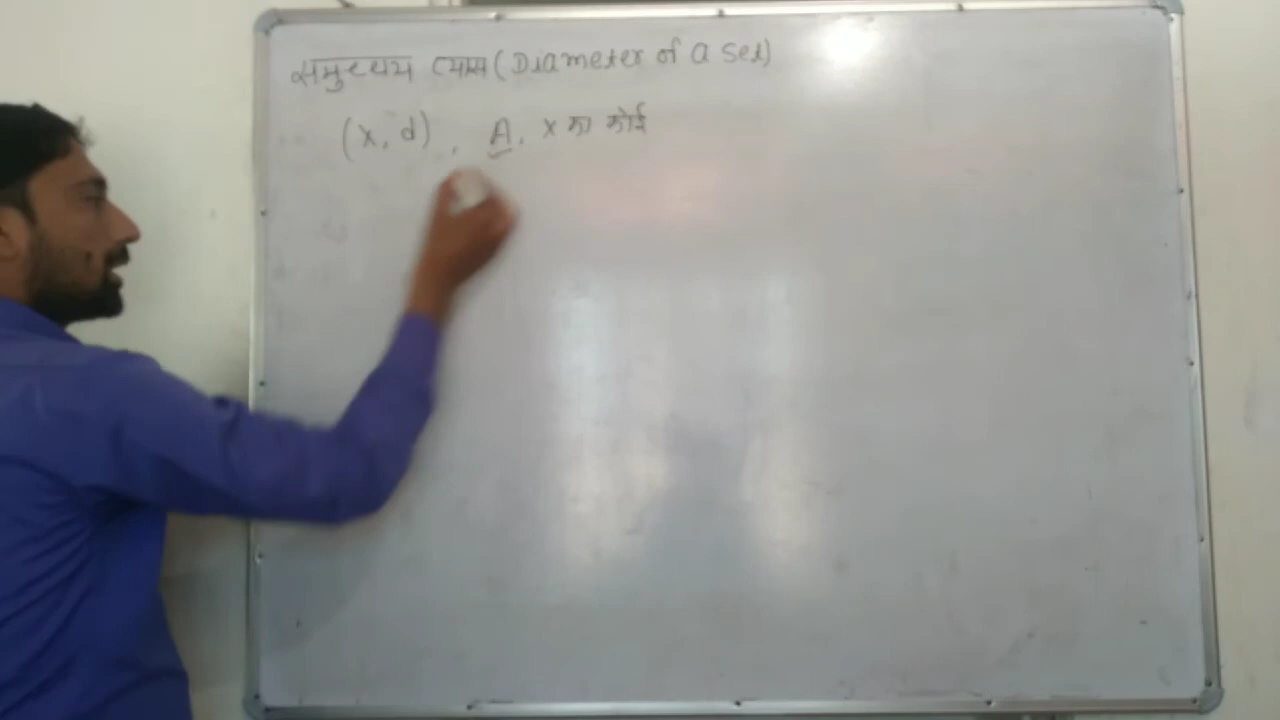 समुच्चय व्यास (Diameter of a set)
(X, d), A, X का कोई